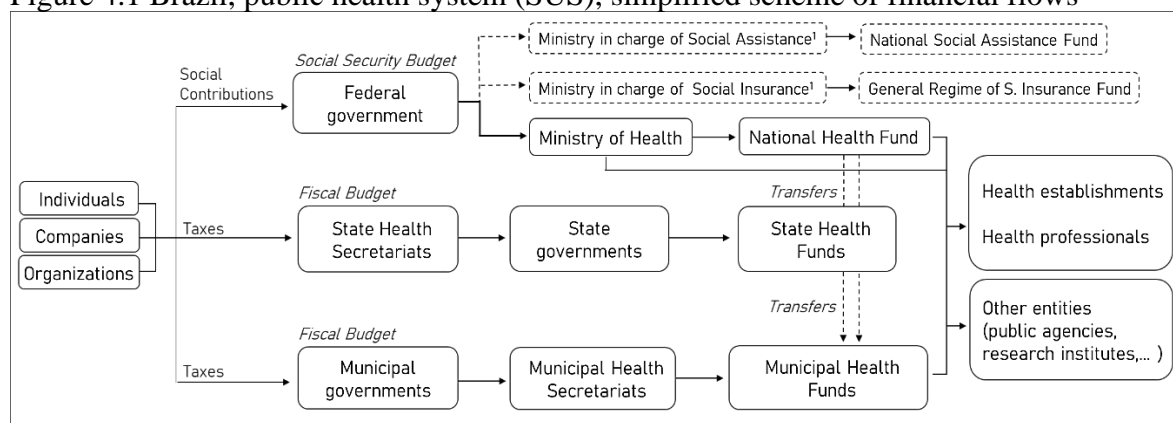 Figure 4.1 Brazil, public health system (SUS), simplified scheme of financial flows
Ministry in charge of Social Assistance¹
National Social Assistance Fund
Social Security Budget
Social
Contributions
Federal
government
Ministry in charge of Social Insurance¹
General Regime of S. Insurance Fund
Ministry of Health
National Health Fund
Individuals
Companies
Organizations
Fiscal Budget
Taxes
State Health
Secretariats
State
governments
Transfers
State Health
Funds
Health establishments
Health professionals
Transfers
Fiscal Budget
Taxes
Municipal
governments
Municipal Health
Secretariats
Municipal Health
Funds
Other entities
(public agencies,
research institutes,... )